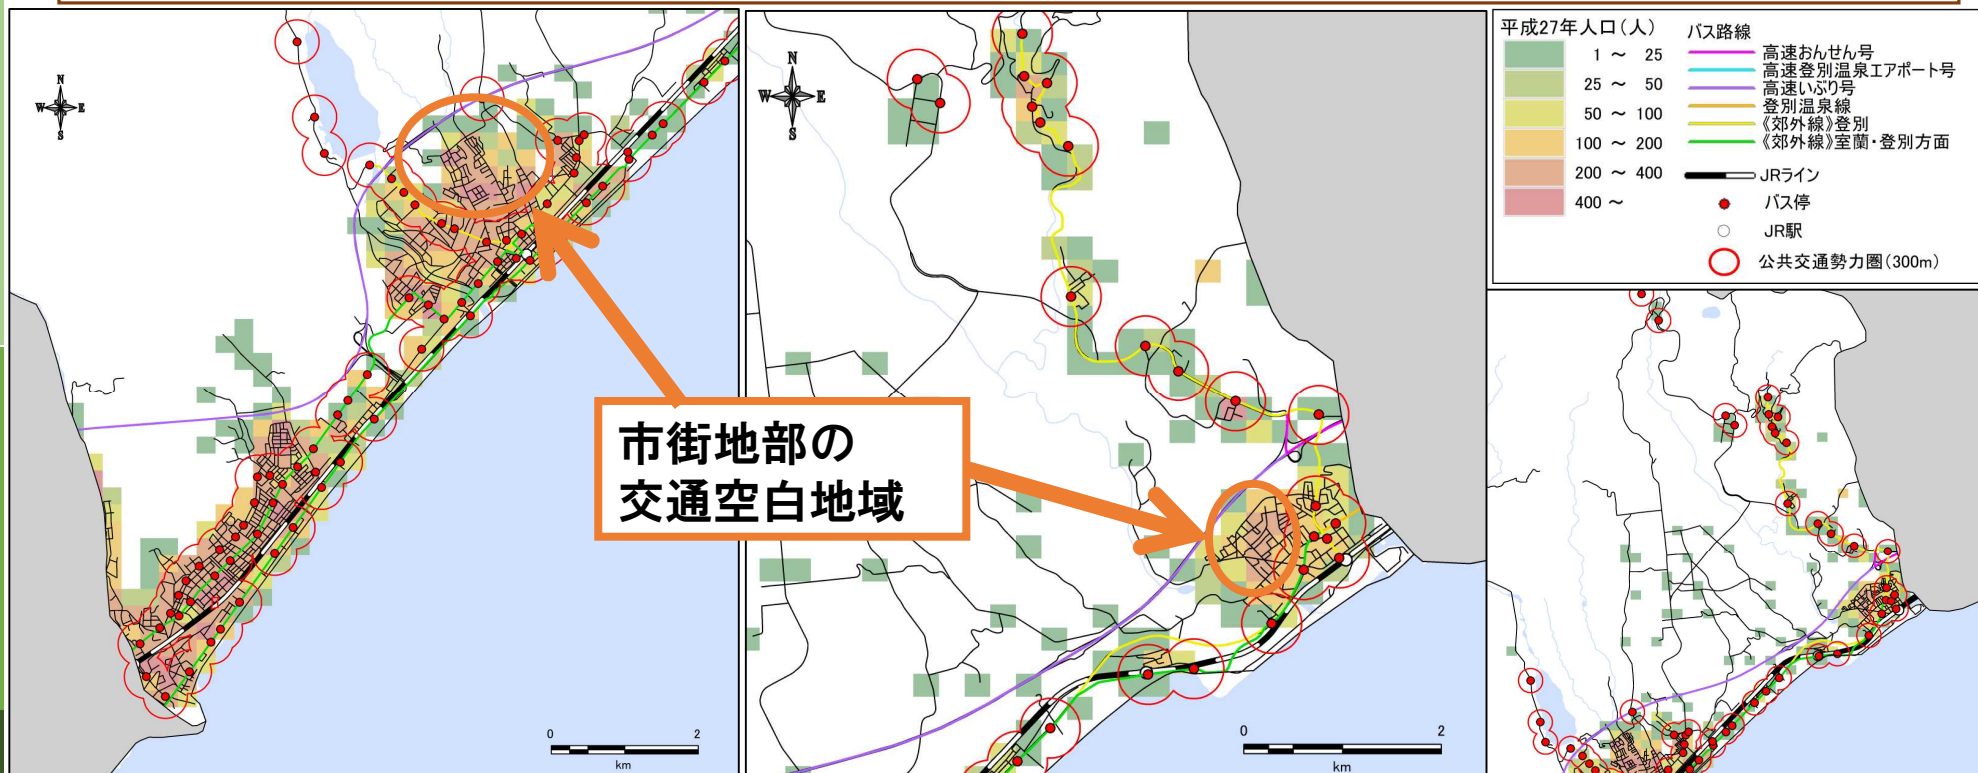 N
W
E
S
0
2
km
市街地部の
交通空白地域
N
W
E
S
0
2
km
平成27年人口(人)
1 ～ 25
25 ～ 50
50 ～ 100
100 ～ 200
200 ～ 400
400 ～
バス路線
高速おんせん号
高速登別温泉エアポート号
高速いぶり号
登別温泉線
《郊外線》登別
《郊外線》室蘭・登別方面
JRライン
バス停
JR駅
公共交通勢力圏(300m)